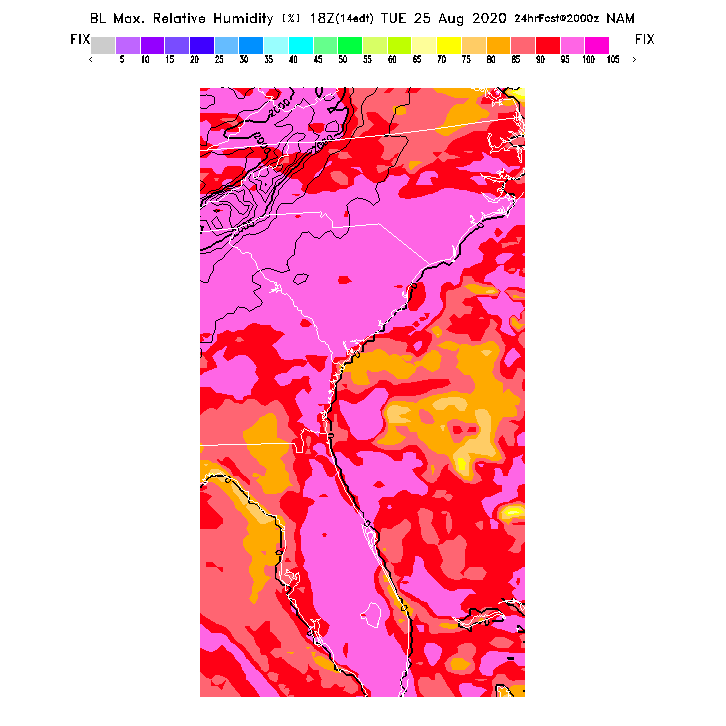 BL Max. Relative Humidity [%] 18Z(14edt) TUE 25 Aug 2020 24hrFcst@2000z NAM
FIX FIX
< 5 10 15 20 25 30 35 40 45 50 55 60 65 70 75 80 85 90 95 100 105 >
2000